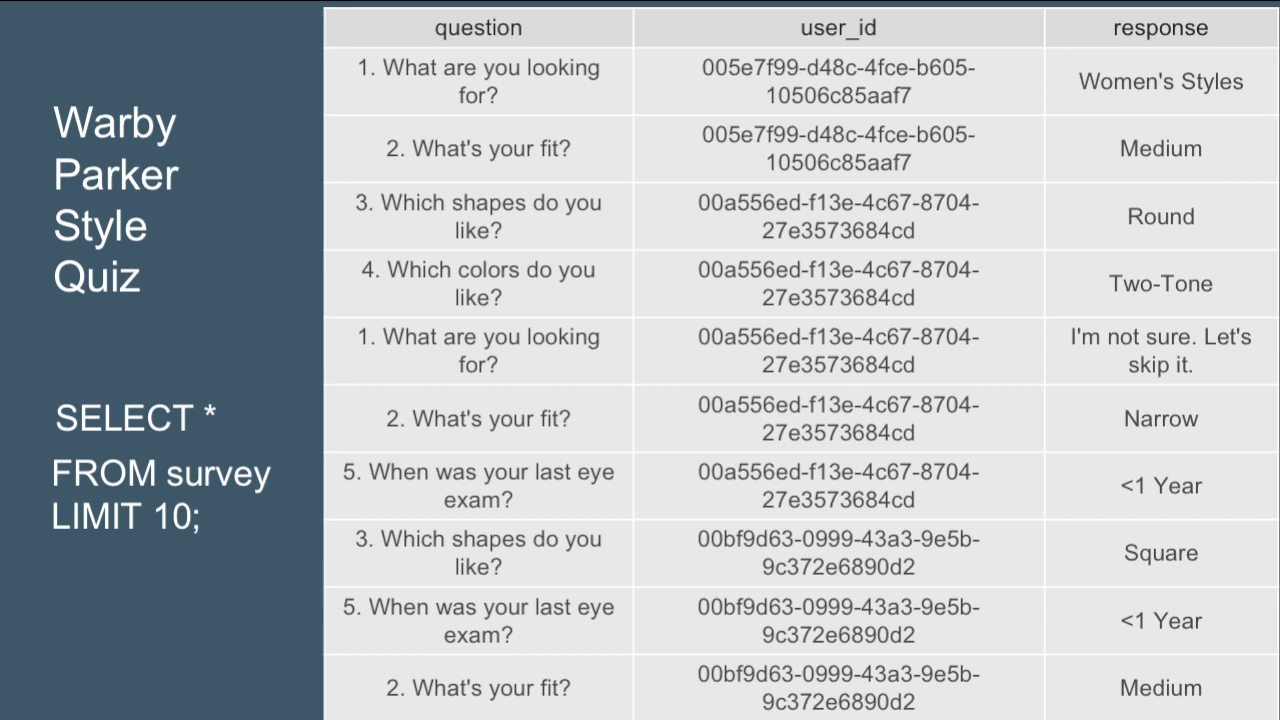 Warby
Parker
Style
Quiz
SELECT *
FROM survey
LIMIT 10;
question user_id response
1. What are you looking
for?
005e7f99-d48c-4fce-b605-
10506c85aaf7
Women's Styles
2. What's your fit?
005e7f99-d48c-4fce-b605-
10506c85aaf7
Medium
3. Which shapes do you
like?
00a556ed-f13e-4c67-8704-
27e3573684cd
Round
4. Which colors do you
like?
00a556ed-f13e-4c67-8704-
27e3573684cd
Two-Tone
1. What are you looking
for?
00a556ed-f13e-4c67-8704-
27e3573684cd
I'm not sure. Let's
skip it.
2. What's your fit?
00a556ed-f13e-4c67-8704-
27e3573684cd
Narrow
5. When was your last eye
exam?
00a556ed-f13e-4c67-8704-
27e3573684cd
<1 Year
3. Which shapes do you
like?
00bf9d63-0999-43a3-9e5b-
9c372e6890d2
Square
5. When was your last eye
exam?
00bf9d63-0999-43a3-9e5b-
9c372e6890d2
<1 Year
2. What's your fit?
00bf9d63-0999-43a3-9e5b-
9c372e6890d2
Medium